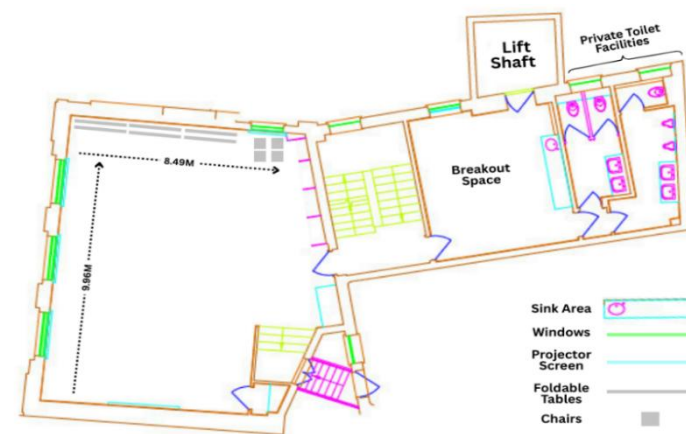 Private Toilet
Facilities
Lift
Shaft
8.49M
Breakout
Space
9.96M
Sink Area
Windows
Projector
Screen
Foldable
Tables
Chairs